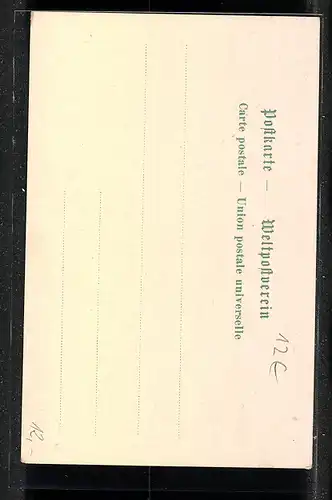 Postkarte — Weltpostverein
Carte postale — Union postale universelle
12 €
12,-